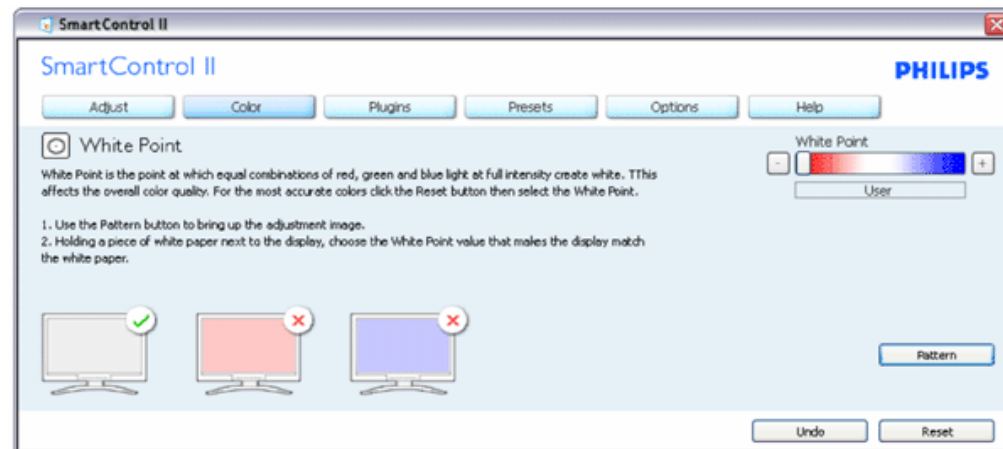 SmartControl II
SmartControl II
PHILIPS
Adjust
Color
Plugins
Presets
Options
Help
White Point
White Point
White Point is the point at which equal combinations of red, green and blue light at full intensity create white. TThis
affects the overall color quality. For the most accurate colors click the Reset button then select the White Point.
- +
User
1. Use the Pattern button to bring up the adjustment image.
2. Holding a piece of white paper next to the display, choose the White Point value that makes the display match
the white paper.
Pattern
Undo
Reset